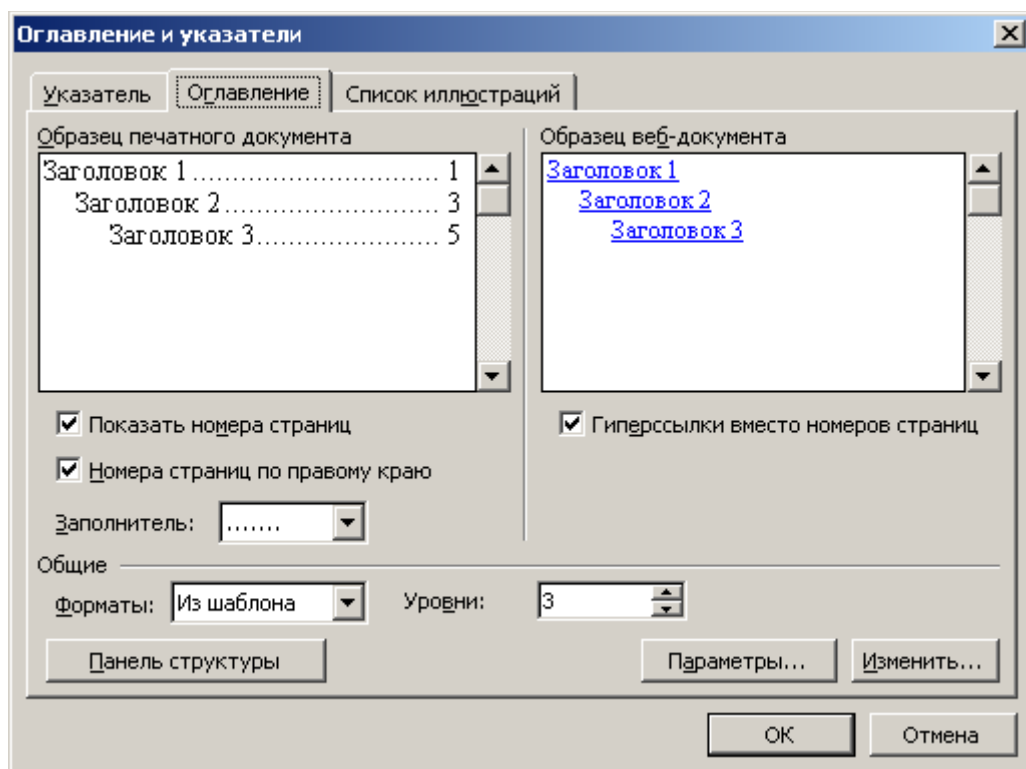 Оглавление и указатели
Указатель Оглавление Список иллюстраций
Образец печатного документа
Заголовок 1........................... 1
Заголовок 2........................ 3
Заголовок 3.................... 5
Образец веб-документа
Заголовок 1
Заголовок 2
Заголовок 3
Показать номера страниц
Номера страниц по правому краю
Заполнитель: .......
Гиперссылки вместо номеров страниц
Общие
Форматы: Из шаблона Уровни: 3
Панель структуры Параметры... Изменить...
ОК Отмена